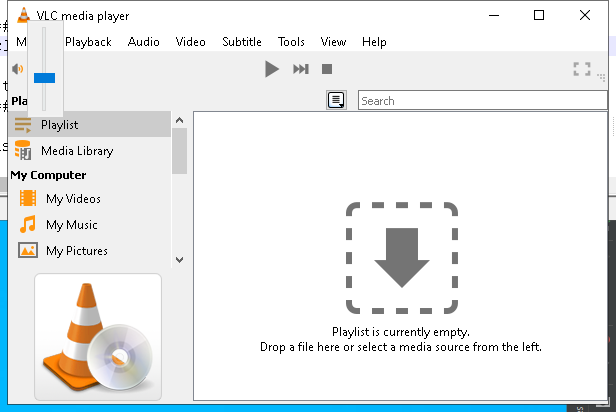 VLC media player
Playback Audio Video Subtitle Tools View Help
Search
Playlist
Media Library
My Computer
My Videos
My Music
My Pictures
Playlist is currently empty.
Drop a file here or select a media source from the left.